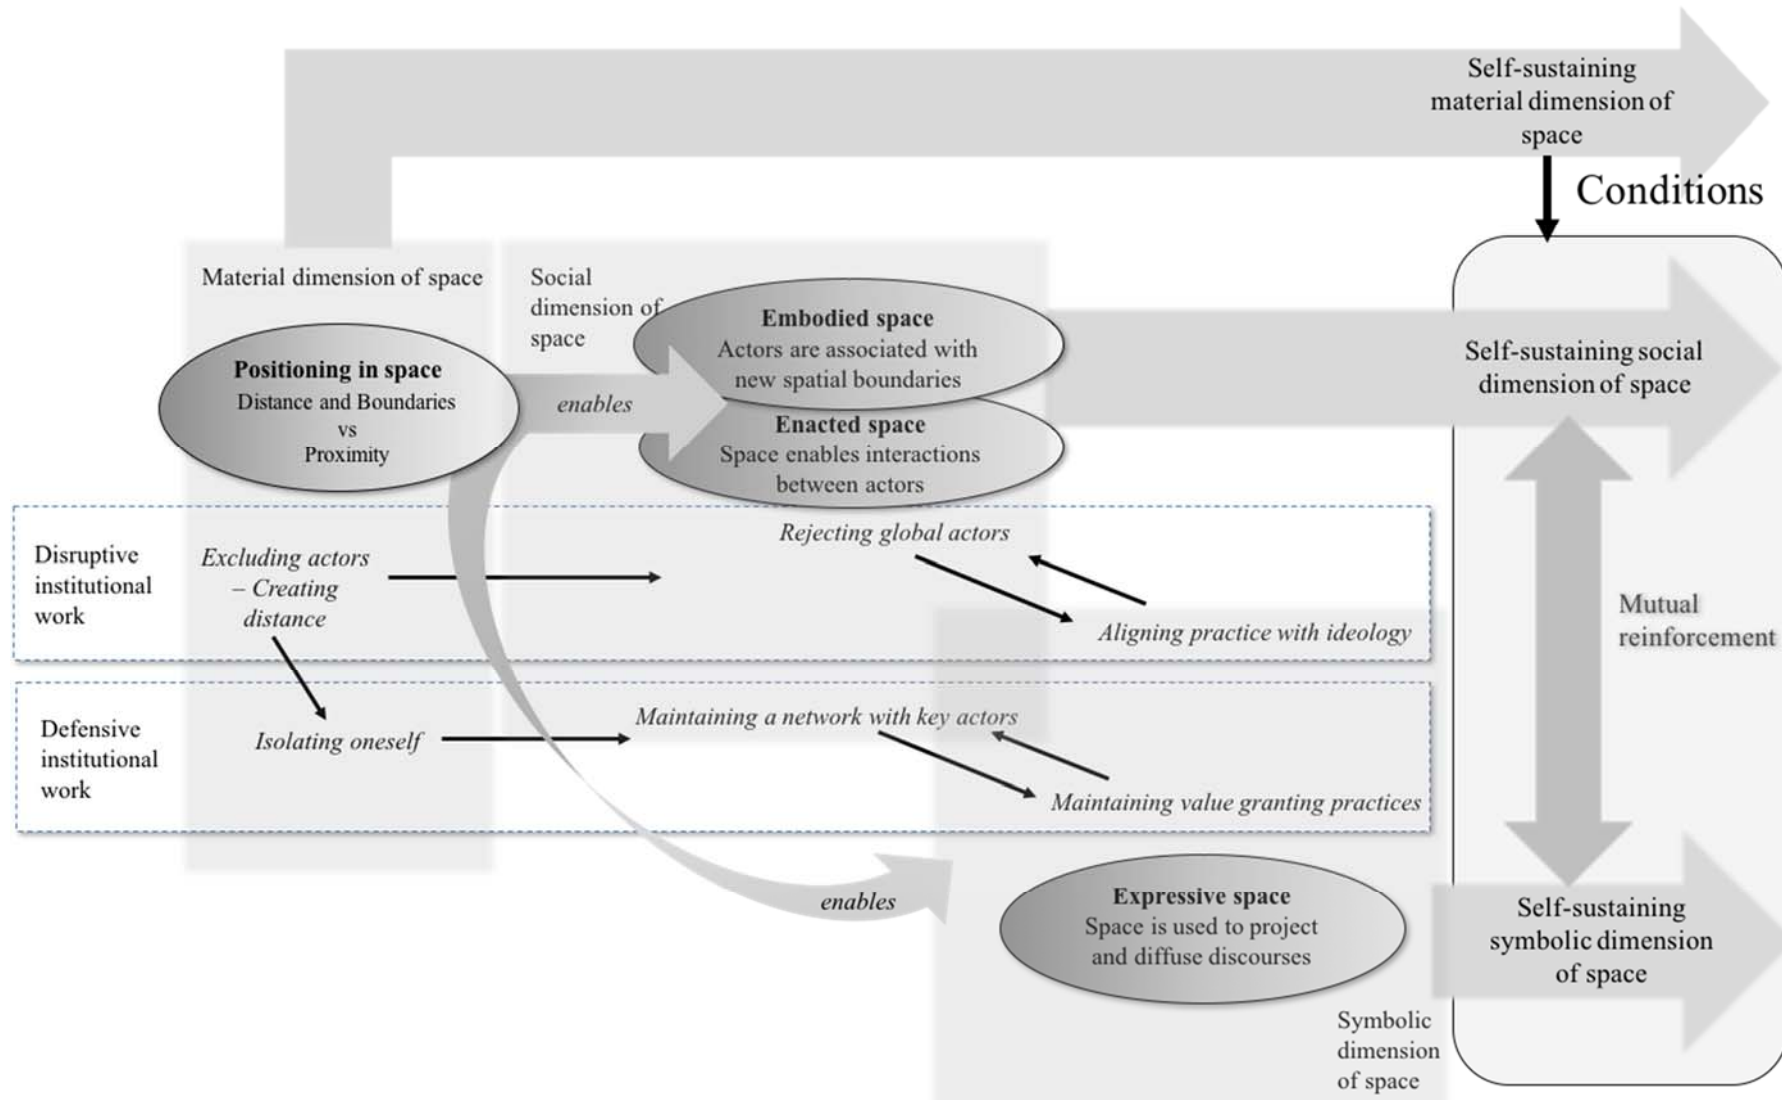 Self-sustaining
material dimension of
space
Conditions
Material dimension of space
Social
dimension of
space
Embodied space
Actors are associated with
new spatial boundaries
Positioning in space
Distance and Boundaries
vs
Proximity
enables
Enacted space
Space enables interactions
between actors
Self-sustaining social
dimension of space
Disruptive
institutional
work
Excluding actors
– Creating
distance
Rejecting global actors
Aligning practice with ideology
Mutual
reinforcement
Defensive
institutional
work
Isolating oneself
Maintaining a network with key actors
Maintaining value granting practices
enables
Expressive space
Space is used to project
and diffuse discourses
Self-sustaining
symbolic dimension
of space
Symbolic
dimension
of space